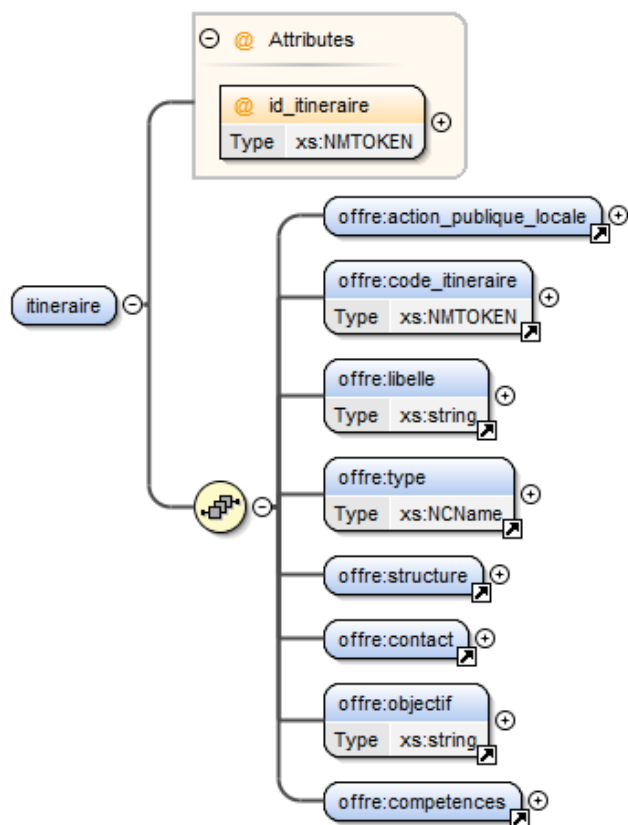 @ Attributes
@ id_itineraire
Type xs:NMTOKEN
itineraire
offre:action_publique_locale
offre:code_itineraire
Type xs:NMTOKEN
offre:libelle
Type xs:string
offre:type
Type xs:NCName
offre:structure
offre:contact
offre:objectif
Type xs:string
offre:competences